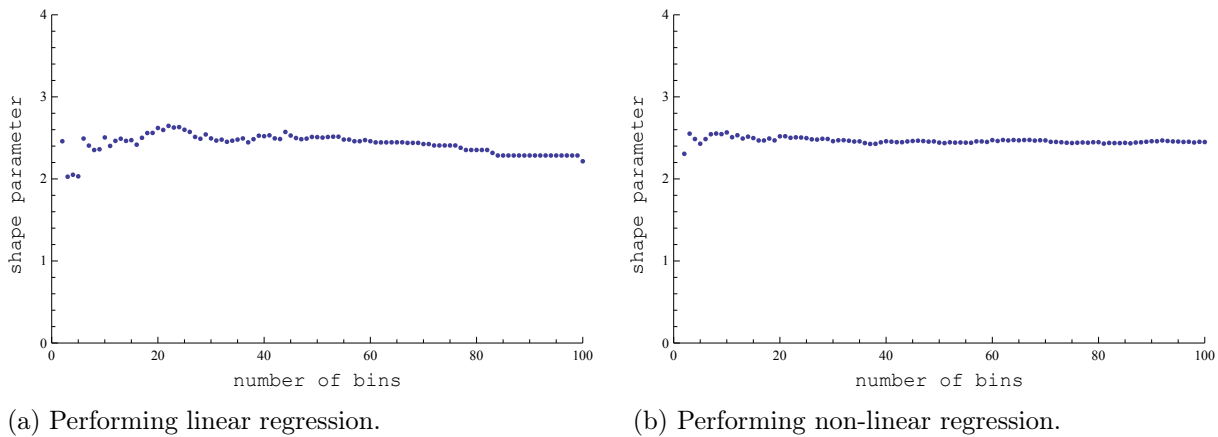 4
3
2
1
0
shape parameter
0 20 40 60 80 100
number of bins
(a) Performing linear regression.
4
3
2
1
0
shape parameter
0 20 40 60 80 100
number of bins
(b) Performing non-linear regression.